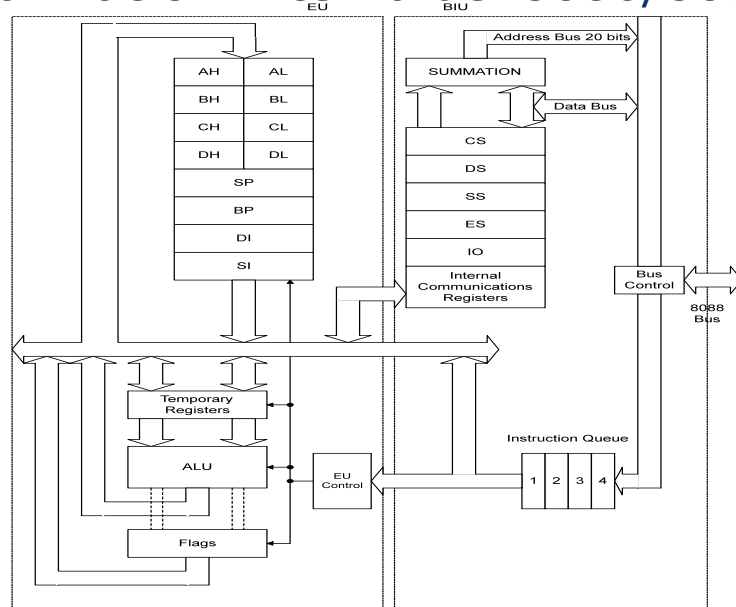 EU
BIU
Address Bus 20 bits
AH AL
SUMMATION
BH BL
Data Bus
CH CL
CS
DH DL
DS
SP
SS
BP
ES
DI
IO
SI
Internal
Communications
Registers
Bus
Control
8088
Bus
Temporary
Registers
Instruction Queue
ALU
EU
Control
1 2 3 4
Flags